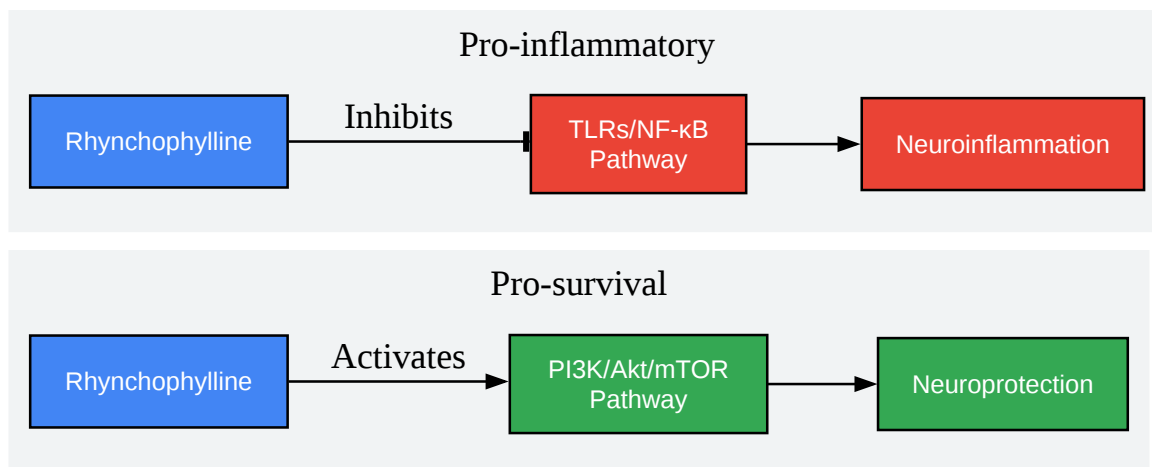 Pro-inflammatory
Rhynchophylline
Inhibits
TLRs/NF-κB
Pathway
Neuroinflammation
Pro-survival
Rhynchophylline
Activates
PI3K/Akt/mTOR
Pathway
Neuroprotection